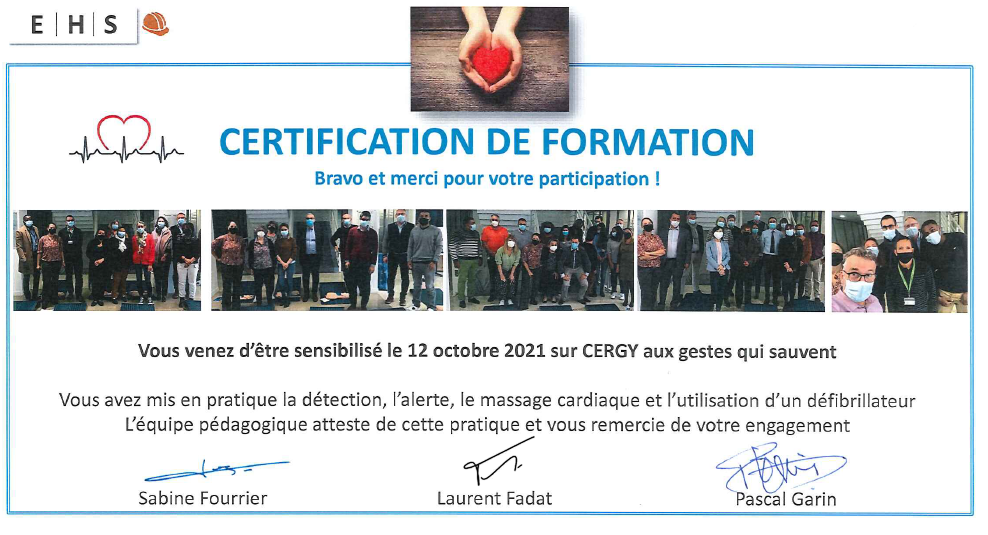 E|H|S
CERTIFICATION DE FORMATION
Bravo et merci pour votre participation !
Vous venez d'être sensibilisé le 12 octobre 2021 sur CERGY aux gestes qui sauvent
Vous avez mis en pratique la détection, l'alerte, le massage cardiaque et l'utilisation d'un défibrillateur
L'équipe pédagogique atteste de cette pratique et vous remercie de votre engagement
Sabine Fourrier
Laurent Fadat
Pascal Garin